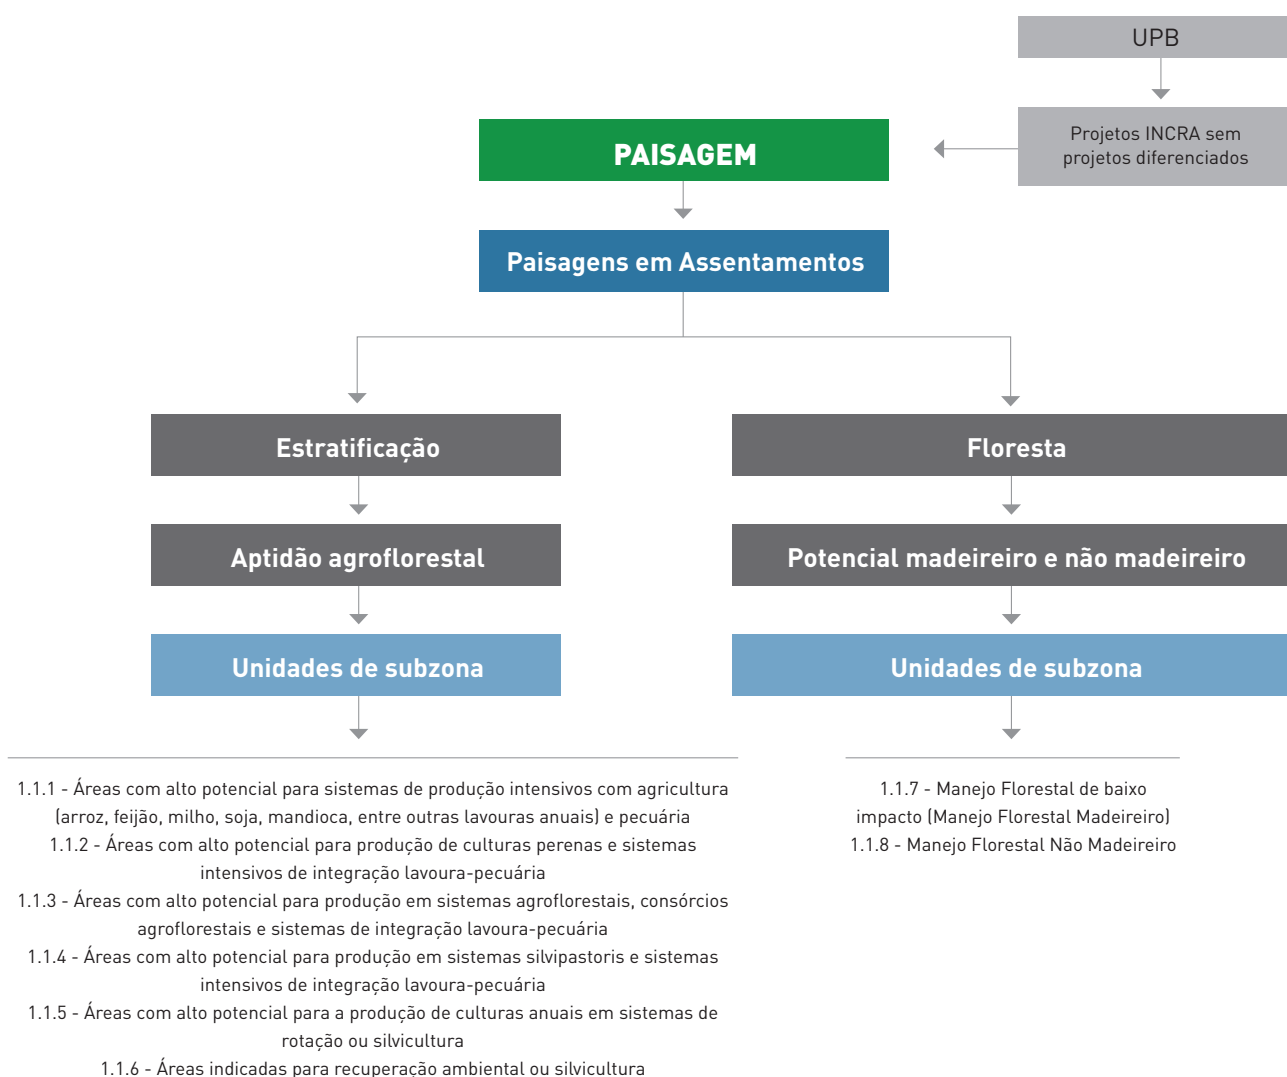 UPB
Projetos INCRA sem
projetos diferenciados
PAISAGEM
Paisagens em Assentamentos
Estratificação
Floresta
Aptidão agroflorestal
Potencial madeireiro e não madeireiro
Unidades de subzona
Unidades de subzona
1.1.1 - Áreas com alto potencial para sistemas de produção intensivos com agricultura
(arroz, feijão, milho, soja, mandioca, entre outras lavouras anuais) e pecuária
1.1.2 - Áreas com alto potencial para produção de culturas perenas e sistemas
intensivos de integração lavoura-pecuária
1.1.3 - Áreas com alto potencial para produção em sistemas agroflorestais, consórcios
agroflorestais e sistemas de integração lavoura-pecuária
1.1.4 - Áreas com alto potencial para produção em sistemas silvipastoris e sistemas
intensivos de integração lavoura-pecuária
1.1.5 - Áreas com alto potencial para a produção de culturas anuais em sistemas de
rotação ou silvicultura
1.1.6 - Áreas indicadas para recuperação ambiental ou silvicultura
1.1.7 - Manejo Florestal de baixo
impacto (Manejo Florestal Madeireiro)
1.1.8 - Manejo Florestal Não Madeireiro